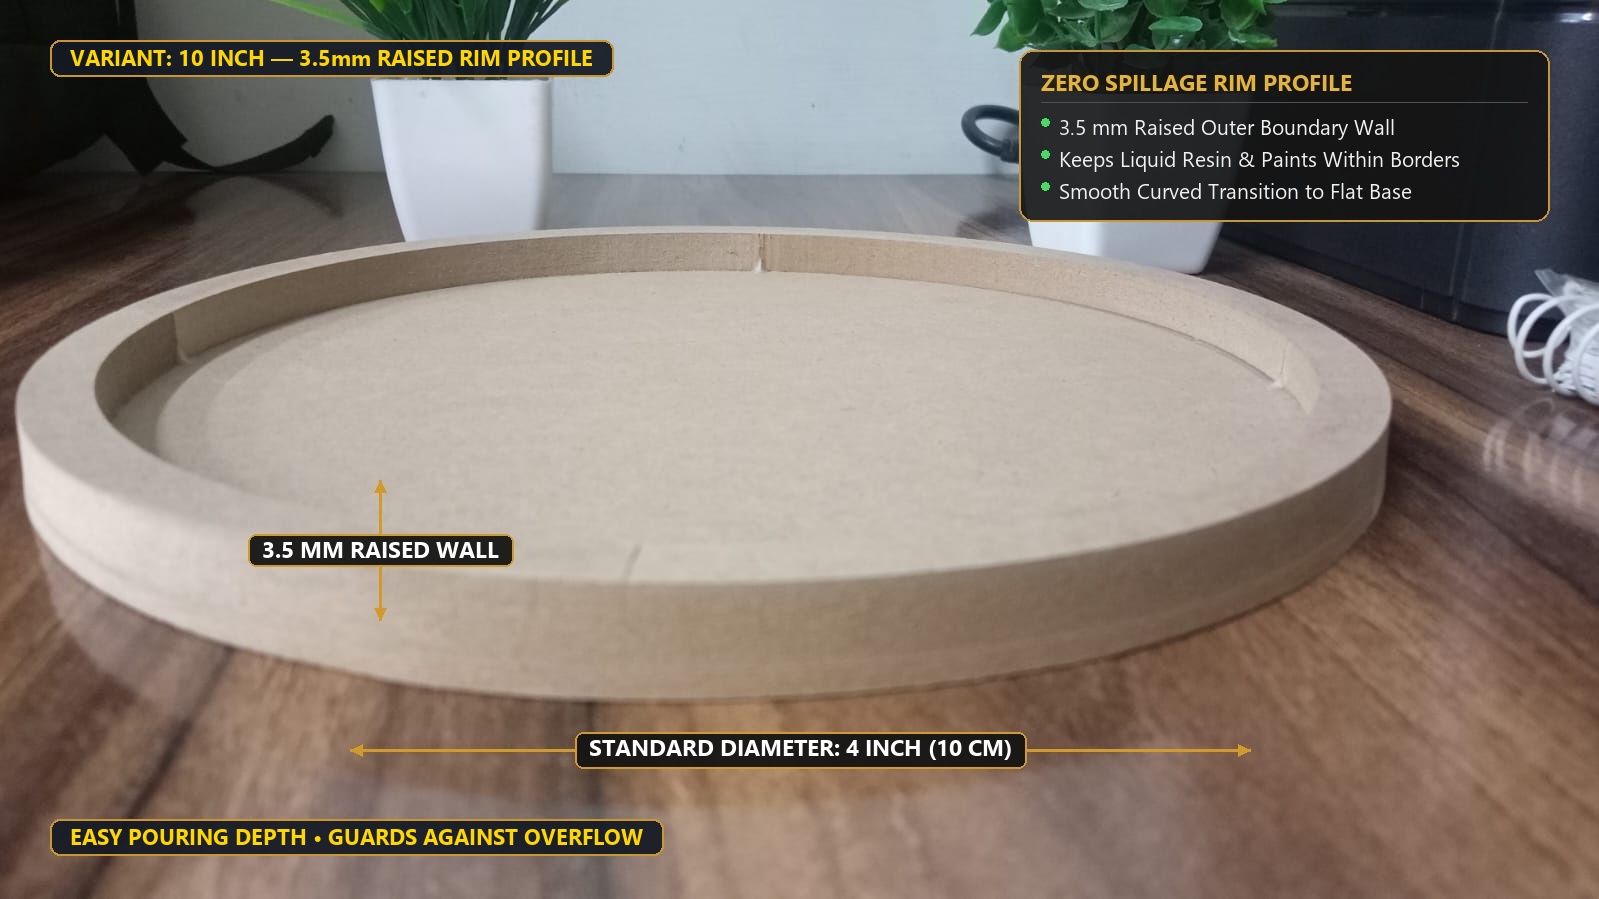 VARIANT: 10 INCH — 3.5mm RAISED RIM PROFILE
ZERO SPILLAGE RIM PROFILE
3.5 mm Raised Outer Boundary Wall
Keeps Liquid Resin & Paints Within Borders
Smooth Curved Transition to Flat Base
3.5 MM RAISED WALL
STANDARD DIAMETER: 4 INCH (10 CM)
EASY POURING DEPTH • GUARDS AGAINST OVERFLOW